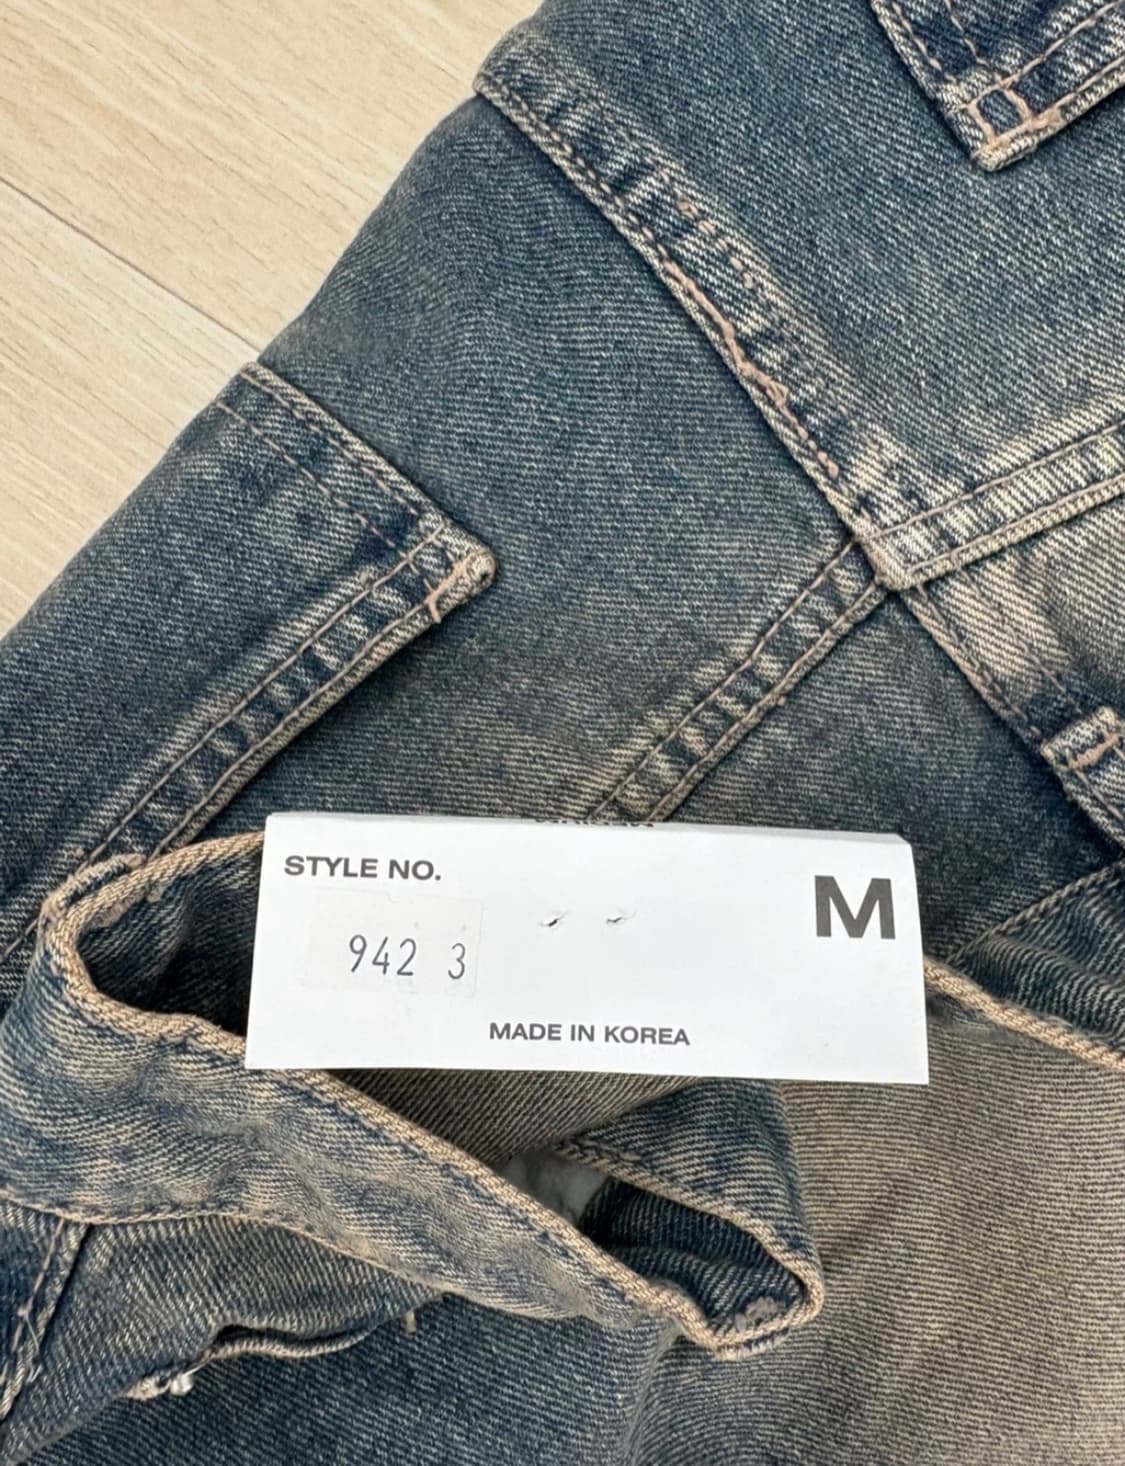 STYLE NO.
M
942 3
MADE IN KOREA